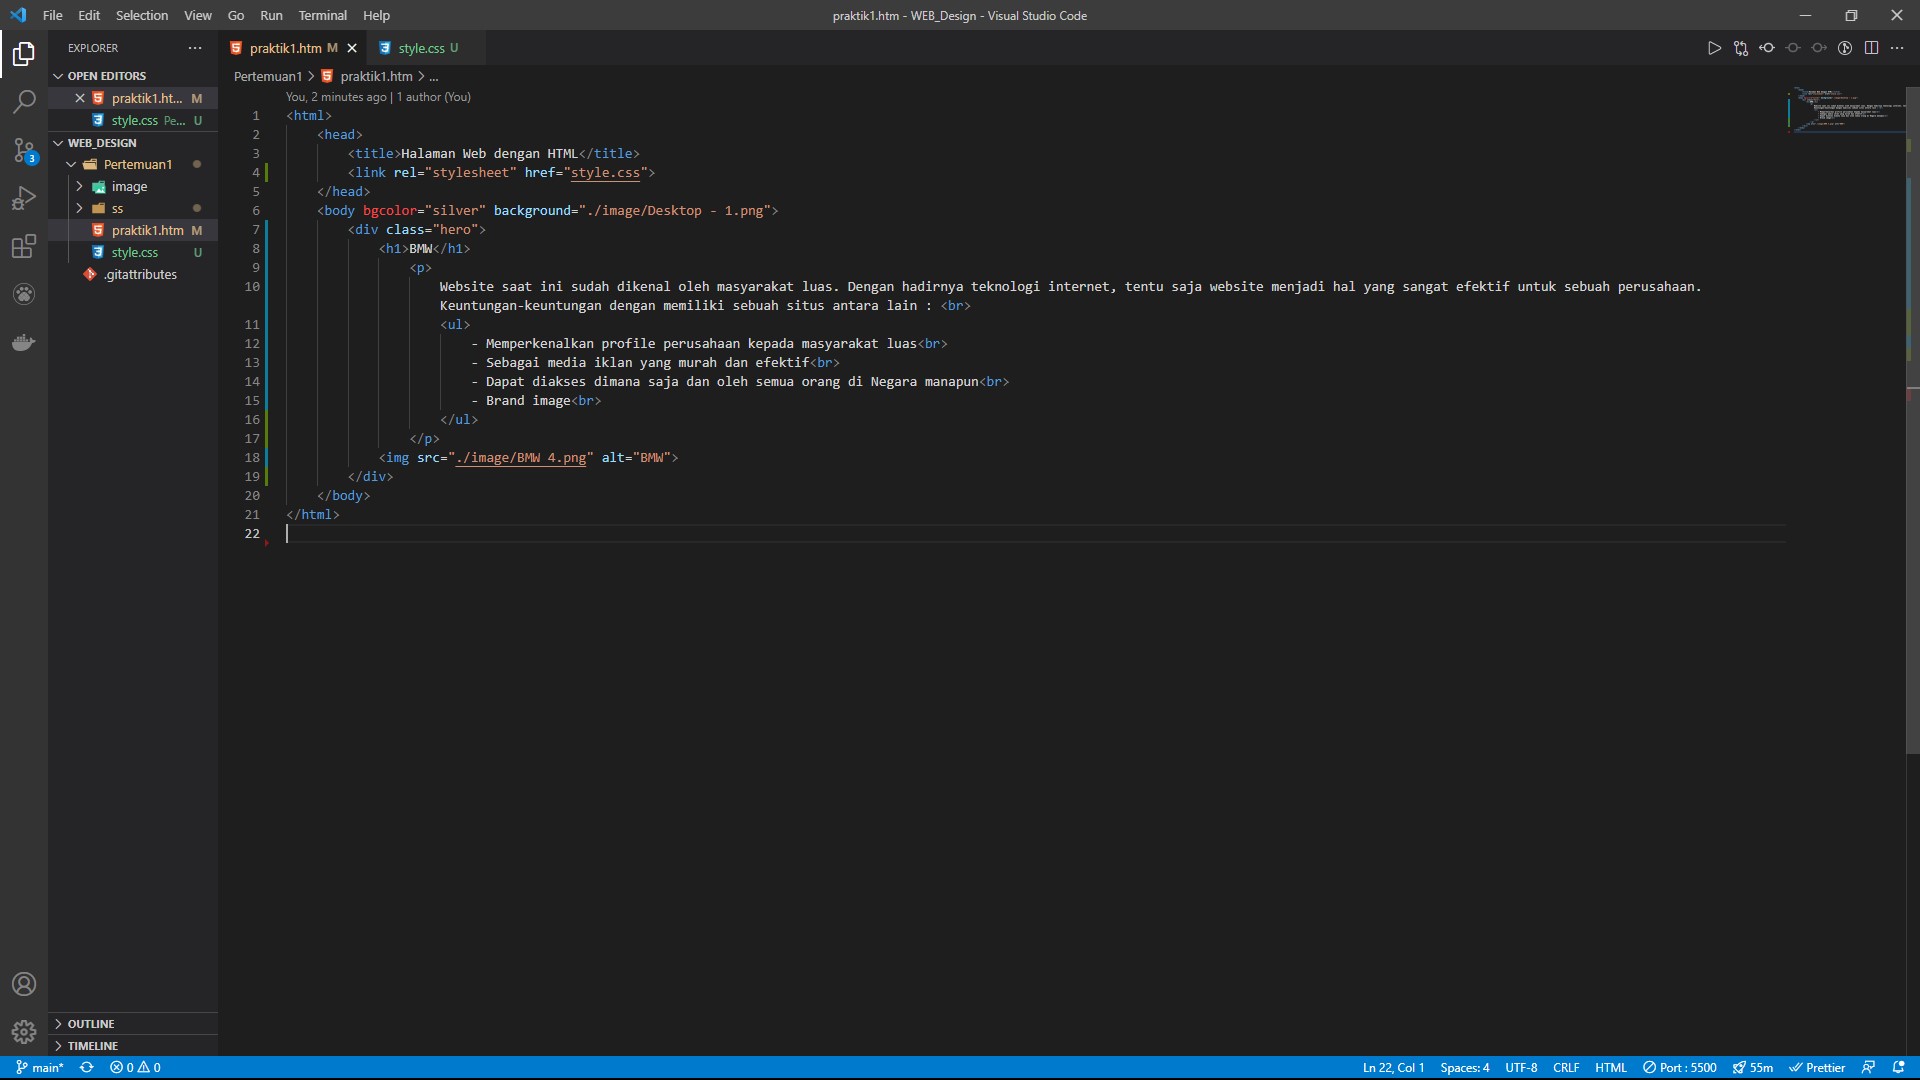 File Edit Selection View Go Run Terminal Help
praktik1.htm - WEB_Design - Visual Studio Code
EXPLORER ...
OPEN EDITORS
praktik1.ht... M
style.css Pe... U
WEB_DESIGN
Pertemuan1
image
ss
praktik1.htm M
style.css U
.gitattributes
OUTLINE
TIMELINE
3
praktik1.htm M
style.css U
Pertemuan1 > praktik1.htm > ...
You, 2 minutes ago | 1 author (You)
1 <html>
2 <head>
3 <title>Halaman Web dengan HTML</title>
4 <link rel="stylesheet" href="style.css">
5 </head>
6 <body bgcolor="silver" background="./image/Desktop - 1.png">
7 <div class="hero">
8 <h1>BMW</h1>
9 <p>
10 Website saat ini sudah dikenal oleh masyarakat luas. Dengan hadirnya teknologi internet, tentu saja website menjadi hal yang sangat efektif untuk sebuah perusahaan.
Keuntungan-keuntungan dengan memiliki sebuah situs antara lain : <br>
11 <ul>
12 - Memperkenalkan profile perusahaan kepada masyarakat luas<br>
13 - Sebagai media iklan yang murah dan efektif<br>
14 - Dapat diakses dimana saja dan oleh semua orang di Negara manapun<br>
15 - Brand image<br>
16 </ul>
17 </p>
18 <img src="./image/BMW 4.png" alt="BMW">
19 </div>
20 </body>
21 </html>
22
main* 0 0
Ln 22, Col 1 Spaces: 4 UTF-8 CRLF HTML Port : 5500 55m Prettier